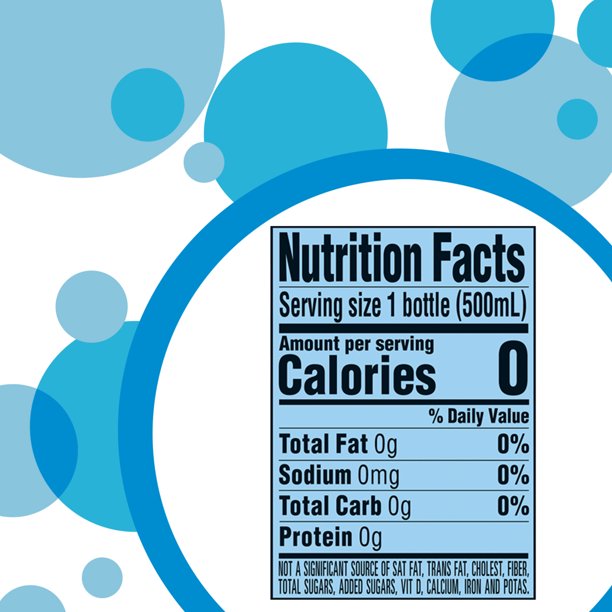 Nutrition Facts
Serving size 1 bottle (500mL)
Amount per serving
Calories 0
% Daily Value
Total Fat 0g 0%
Sodium 0mg 0%
Total Carb 0g 0%
Protein 0g
NOT A SIGNIFICANT SOURCE OF SAT FAT, TRANS FAT, CHOLEST, FIBER,
TOTAL SUGARS, ADDED SUGARS, VIT D, CALCIUM, IRON AND POTAS.